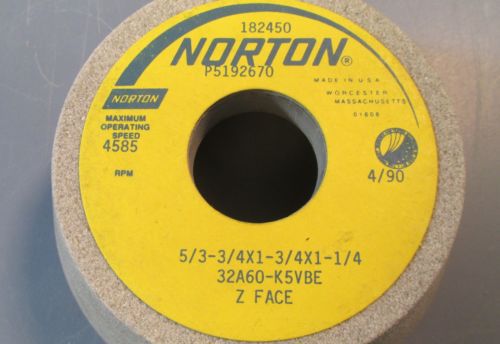 182450
NORTON®
P5192670
MADE IN U.S.A.
WORCESTER
MASSACHUSETTS
01606
NORTON
MAXIMUM
OPERATING
SPEED
4585
RPM
4/90
5/3-3/4X1-3/4X1-1/4
32A60-K5VBE
Z FACE